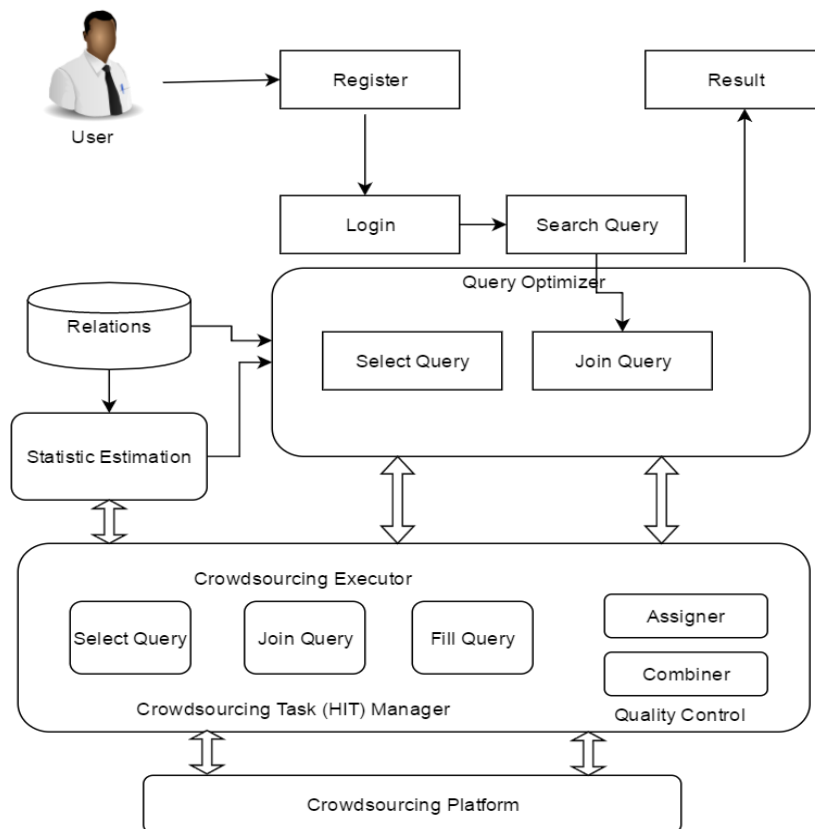 Register
Result
User
Login
Search Query
Query Optimizer
Relations
Select Query
Join Query
Statistic Estimation
Crowdsourcing Executor
Select Query
Join Query
Fill Query
Assigner
Combiner
Crowdsourcing Task (HIT) Manager
Quality Control
Crowdsourcing Platform